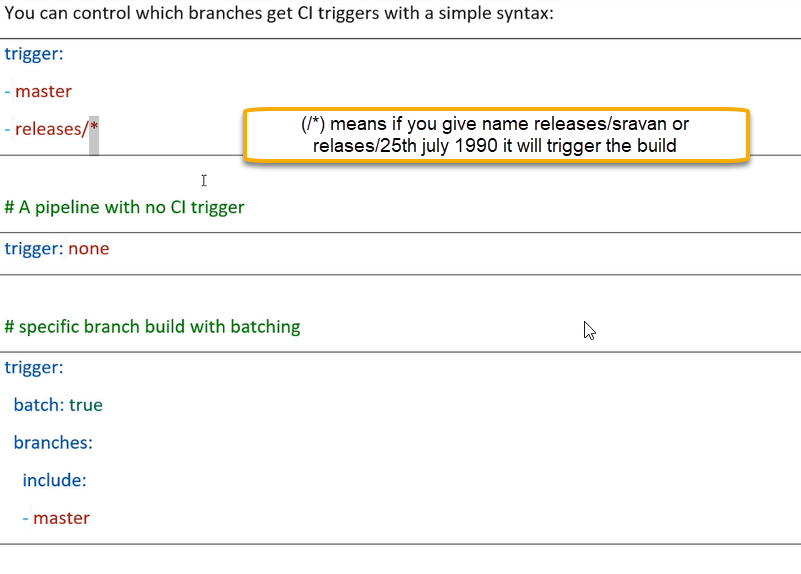 You can control which branches get CI triggers with a simple syntax:
trigger:
- master
- releases/*
(/*) means if you give name releases/sravan or
relases/25th july 1990 it will trigger the build
# A pipeline with no CI trigger
trigger: none
# specific branch build with batching
trigger:
batch: true
branches:
include:
- master